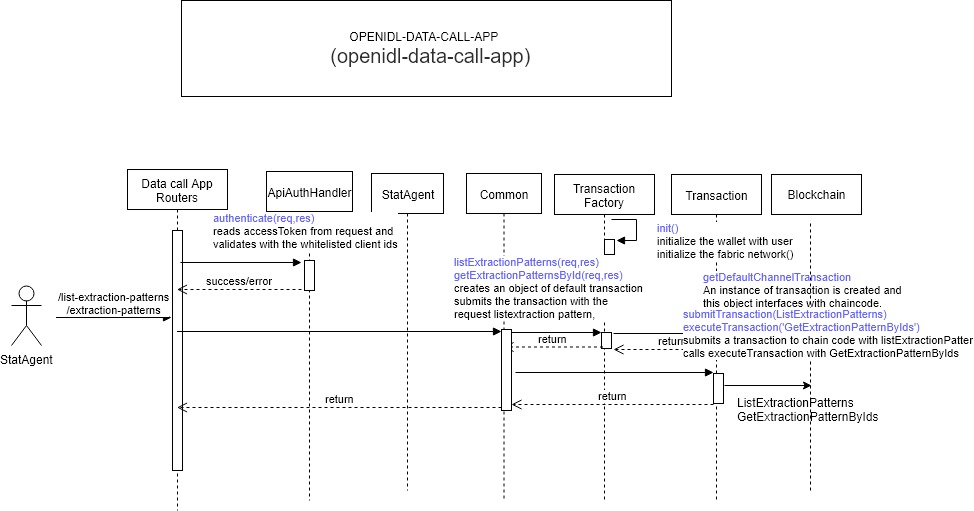 OPENIDL-DATA-CALL-APP
(openidl-data-call-app)
Data call App
Routers
ApiAuthHandler
StatAgent
Common
Transaction
Factory
Transaction
Blockchain
authenticate(req,res)
reads accessToken from request and
validates with the whitelisted client ids
init()
initialize the wallet with user
initialize the fabric network()
listExtractionPatterns(req,res)
getExtractionPatternsById(req,res)
creates an object of default transaction
submits the transaction with the
request listextraction pattern,
getDefaultChannelTransaction
An instance of transaction is created and
this object interfaces with chaincode.
submitTransaction(ListExtractionPatterns)
executeTransaction('GetExtractionPatternByIds')
submits a transaction to chain code with listExtractionPatter
calls executeTransaction with GetExtractionPatternByIds
success/error
/list-extraction-patterns
/extraction-patterns
StatAgent
return
return
return
return
ListExtractionPatterns
GetExtractionPatternByIds